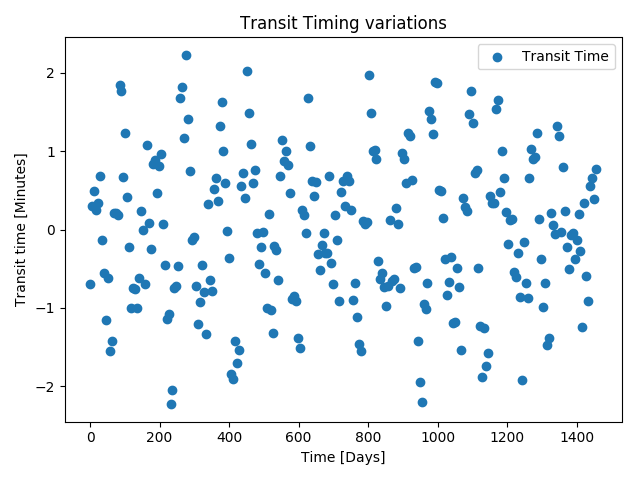 Transit Timing variations
Transit Time
Transit time [Minutes]
2
1
0
−1
−2
0 200 400 600 800 1000 1200 1400
Time [Days]